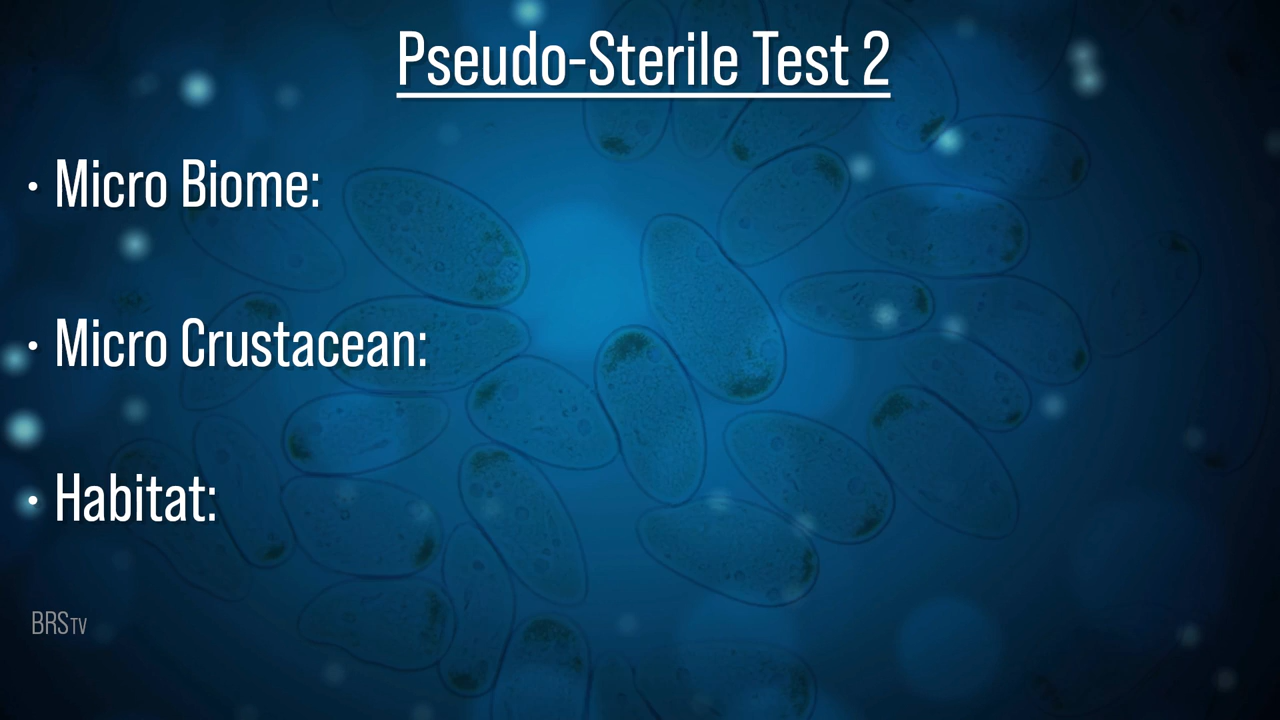 Pseudo-Sterile Test 2
· Micro Biome:
· Micro Crustacean:
· Habitat:
BRSTV